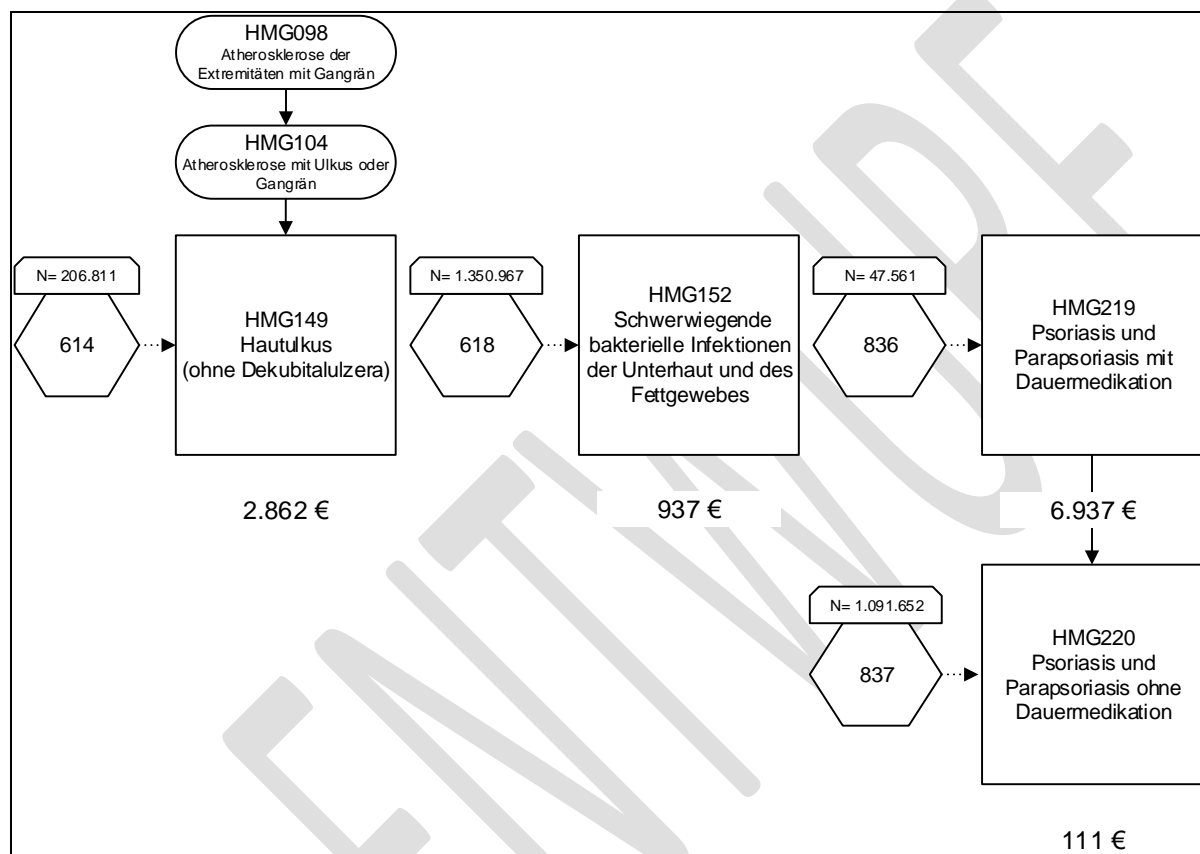 HMG098
Atherosklerose der
Extremitäten mit Gangrän
HMG104
Atherosklerose mit Ulkus oder
Gangrän
N= 206.811
614
HMG149
Hautulkus
(ohne Dekubitalulzera)
2.862 €
N= 1.350.967
618
HMG152
Schwerwiegende
bakterielle Infektionen
der Unterhaut und des
Fettgewebes
937 €
N= 47.561
836
HMG219
Psoriasis und
Parapsoriasis mit
Dauermedikation
6.937 €
N= 1.091.652
837
HMG220
Psoriasis und
Parapsoriasis ohne
Dauermedikation
111 €
ENTWURF